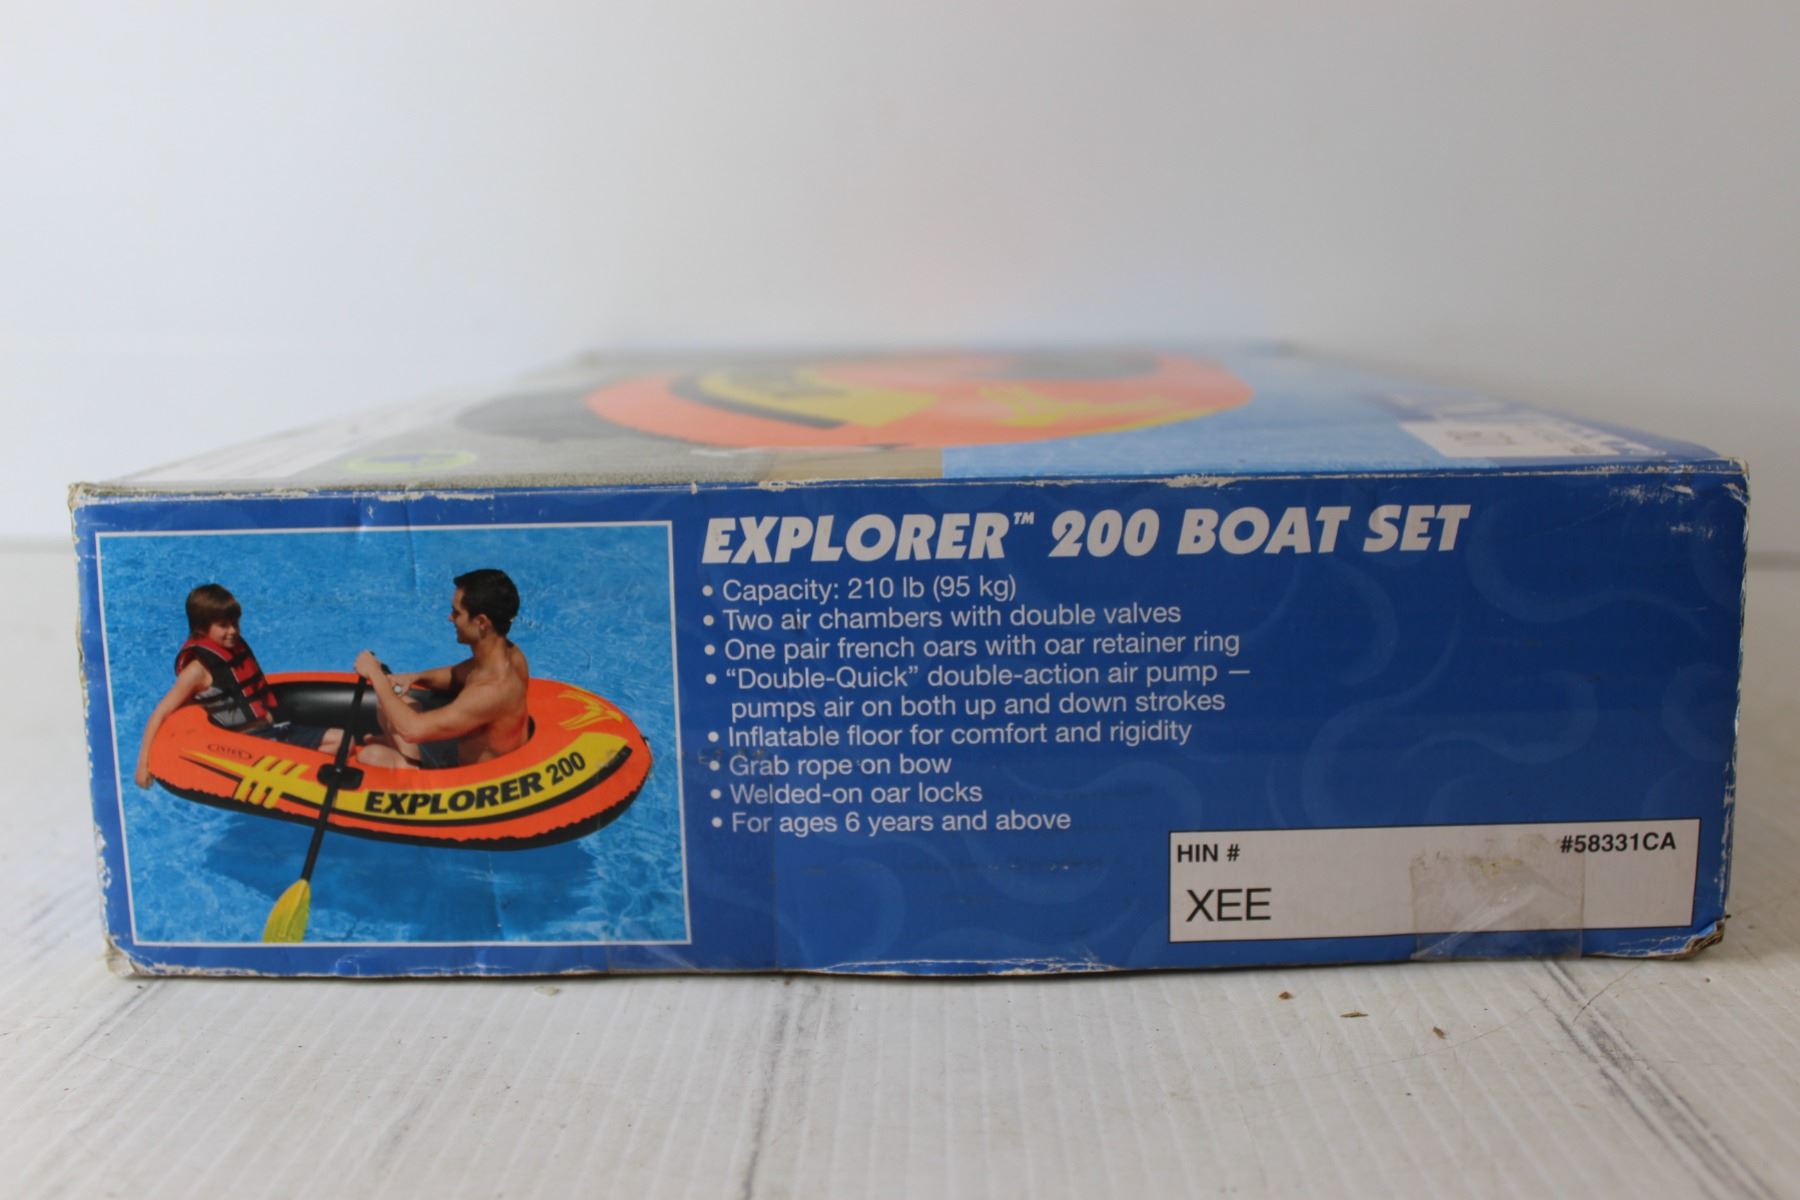 EXPLORER™ 200 BOAT SET
• Capacity: 210 lb (95 kg)
• Two air chambers with double valves
• One pair french oars with oar retainer ring
• “Double-Quick” double-action air pump —
pumps air on both up and down strokes
• Inflatable floor for comfort and rigidity
• Grab rope on bow
• Welded-on oar locks
• For ages 6 years and above
INTEX
EXPLORER 200
HIN #
#58331CA
XEE